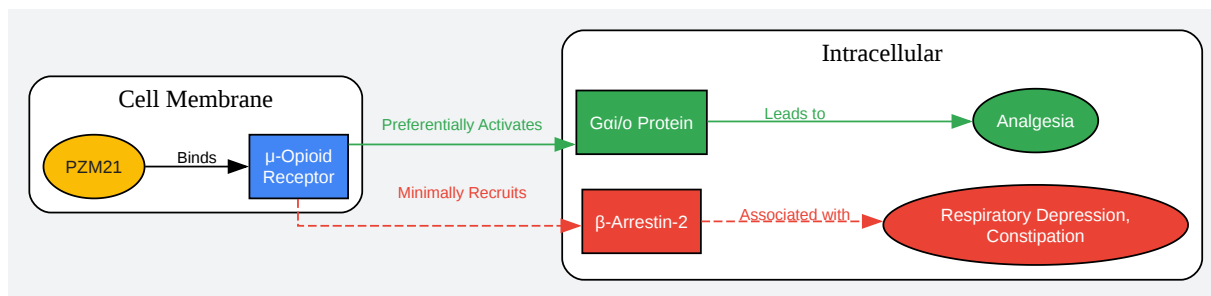 Cell Membrane
PZM21
Binds
μ-Opioid
Receptor
Preferentially Activates
Minimally Recruits
Intracellular
Gαi/o Protein
Leads to
Analgesia
β-Arrestin-2
Associated with
Respiratory Depression,
Constipation